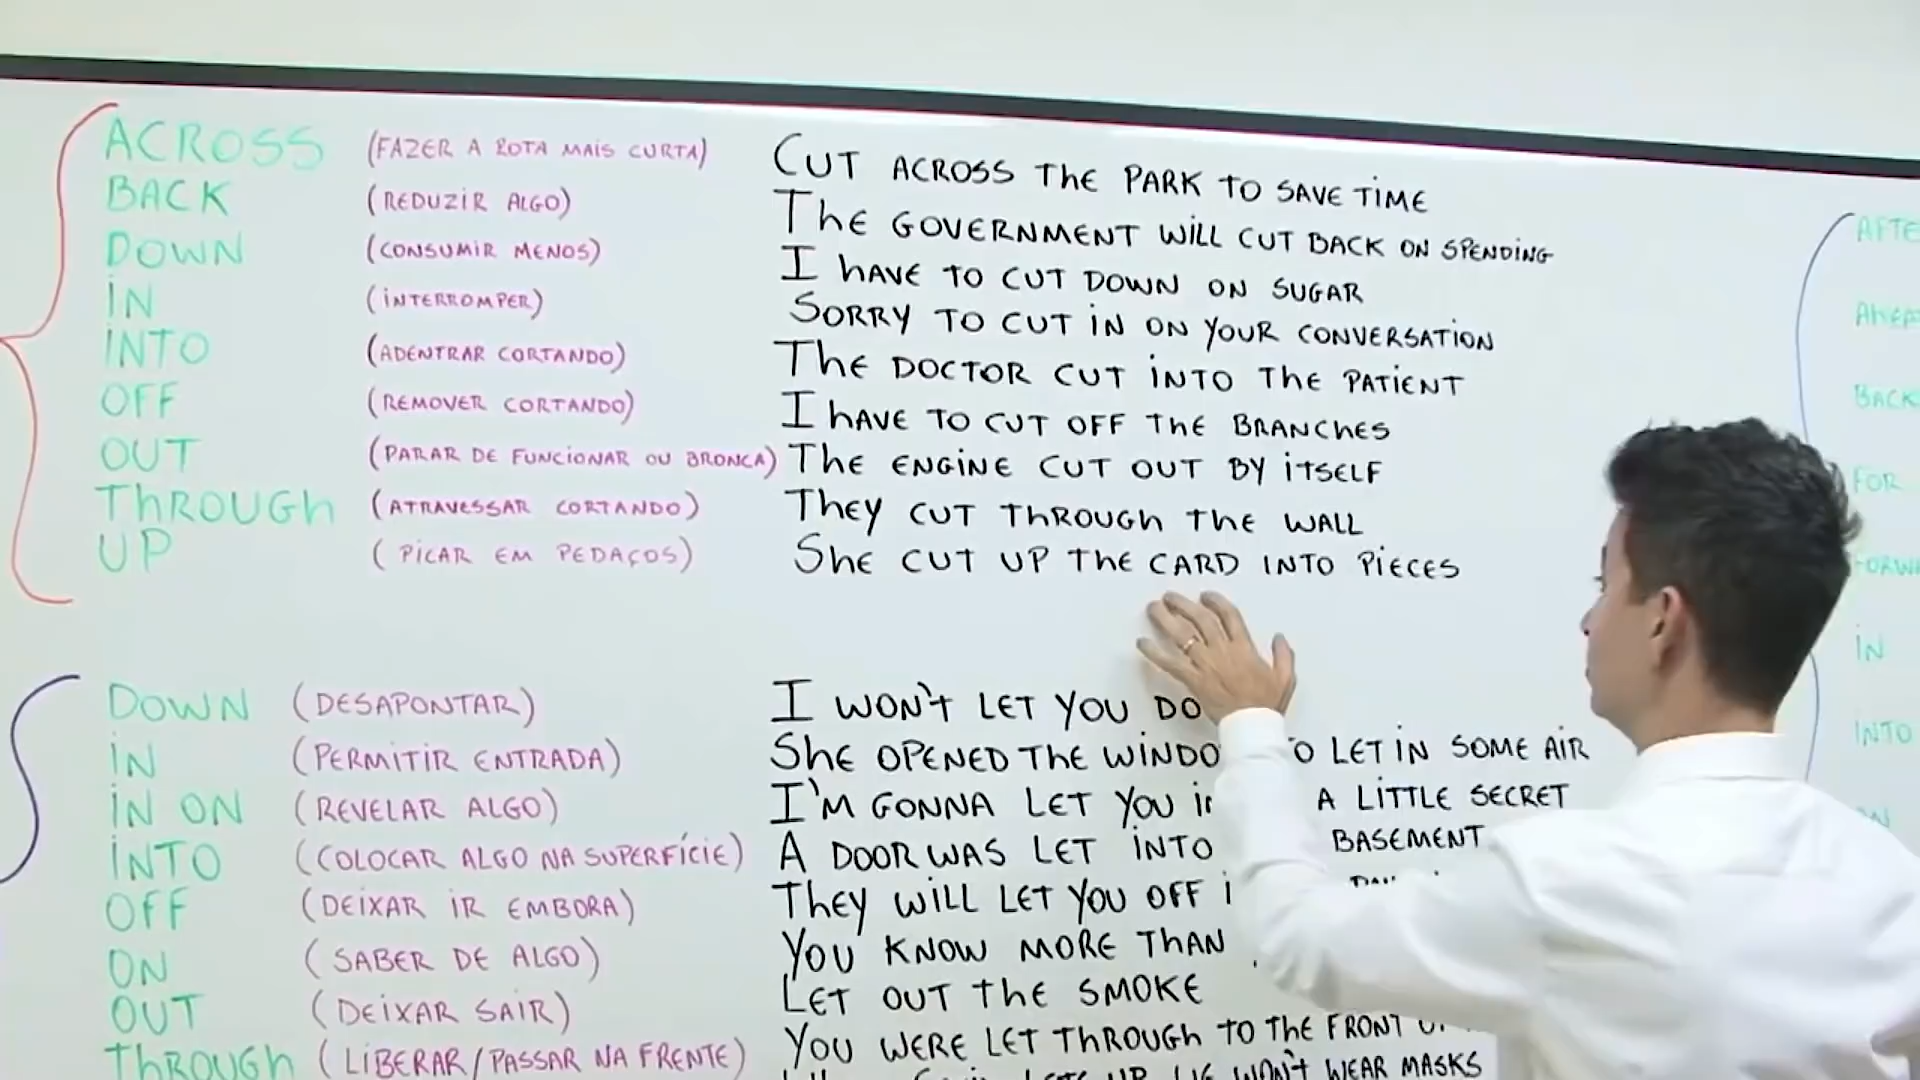 ACROSS (FAZER A ROTA MAIS CURTA) CUT ACROSS THE PARK TO SAVE TIME
BACK (REDUZIR ALGO) THE GOVERNMENT WILL CUT BACK ON SPENDING
DOWN (CONSUMIR MENOS) I HAVE TO CUT DOWN ON SUGAR
IN (INTERROMPER) SORRY TO CUT IN ON YOUR CONVERSATION
INTO (ADENTRAR CORTANDO) THE DOCTOR CUT INTO THE PATIENT
OFF (REMOVER CORTANDO) I HAVE TO CUT OFF THE BRANCHES
OUT (PARAR DE FUNCIONAR OU BRONCA) THE ENGINE CUT OUT BY ITSELF
THROUGH (ATRAVESSAR CORTANDO) THEY CUT THROUGH THE WALL
UP (PICAR EM PEDAÇOS) SHE CUT UP THE CARD INTO PIECES
DOWN (DESAPONTAR) I WON'T LET YOU DO
IN (PERMITIR ENTRADA) SHE OPENED THE WINDO O LET IN SOME AIR
IN ON (REVELAR ALGO) I'M GONNA LET YOU IN A LITTLE SECRET
INTO (COLOCAR ALGO NA SUPERFÍCIE) A DOOR WAS LET INTO BASEMENT
OFF (DEIXAR IR EMBORA) THEY WILL LET YOU OFF
ON (SABER DE ALGO) YOU KNOW MORE THAN
OUT (DEIXAR SAIR) LET OUT THE SMOKE
THROUGH (LIBERAR/PASSAR NA FRENTE) YOU WERE LET THROUGH TO THE FRONT
LETS UP WE WON'T WEAR MASKS
AFTE
AHEA
BACK
FOR
FORW
IN
INTO